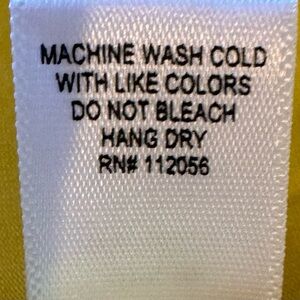 MACHINE WASH COLD
WITH LIKE COLORS
DO NOT BLEACH
HANG DRY
RN# 112056